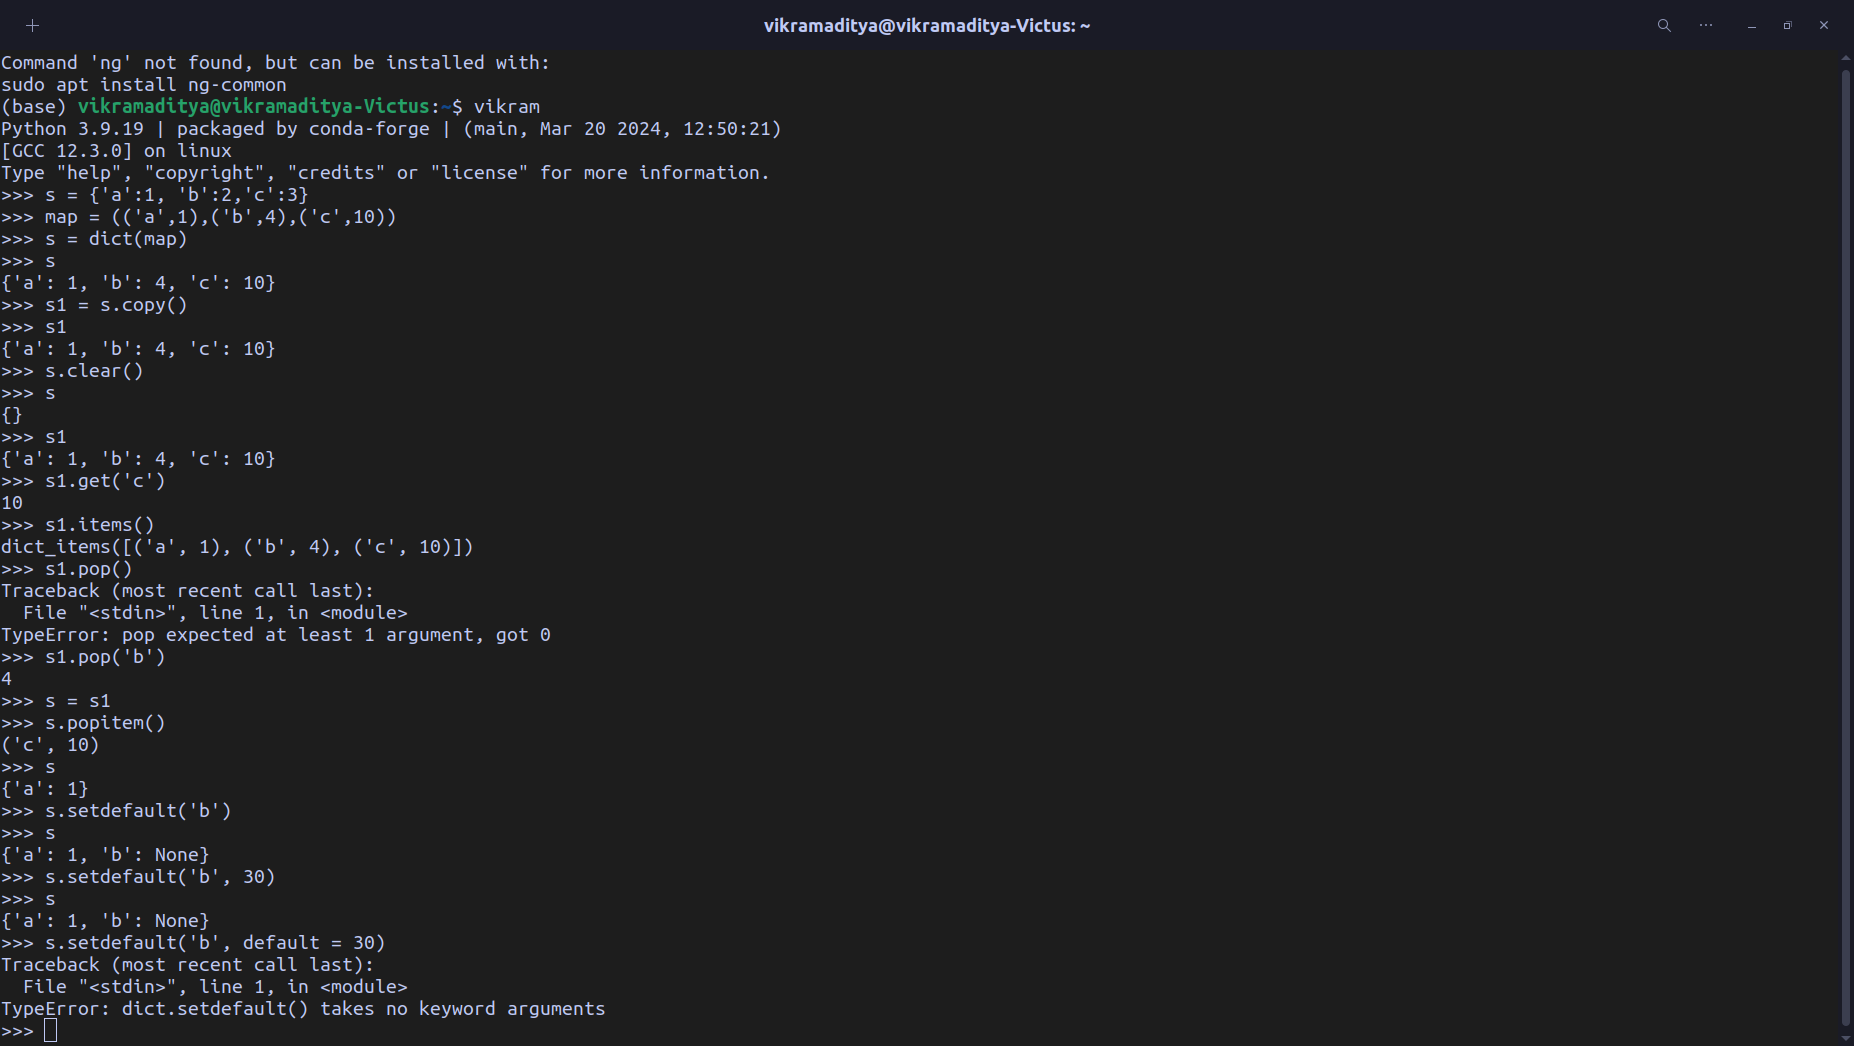 vikramaditya@vikramaditya-Victus: ~
Command 'ng' not found, but can be installed with:
sudo apt install ng-common
(base) vikramaditya@vikramaditya-Victus:~$ vikram
Python 3.9.19 | packaged by conda-forge | (main, Mar 20 2024, 12:50:21)
[GCC 12.3.0] on linux
Type "help", "copyright", "credits" or "license" for more information.
>>> s = {'a':1, 'b':2,'c':3}
>>> map = (('a',1),('b',4),('c',10))
>>> s = dict(map)
>>> s
{'a': 1, 'b': 4, 'c': 10}
>>> s1 = s.copy()
>>> s1
{'a': 1, 'b': 4, 'c': 10}
>>> s.clear()
>>> s
{}
>>> s1
{'a': 1, 'b': 4, 'c': 10}
>>> s1.get('c')
10
>>> s1.items()
dict_items([('a', 1), ('b', 4), ('c', 10)])
>>> s1.pop()
Traceback (most recent call last):
  File "<stdin>", line 1, in <module>
TypeError: pop expected at least 1 argument, got 0
>>> s1.pop('b')
4
>>> s = s1
>>> s.popitem()
('c', 10)
>>> s
{'a': 1}
>>> s.setdefault('b')
>>> s
{'a': 1, 'b': None}
>>> s.setdefault('b', 30)
>>> s
{'a': 1, 'b': None}
>>> s.setdefault('b', default = 30)
Traceback (most recent call last):
  File "<stdin>", line 1, in <module>
TypeError: dict.setdefault() takes no keyword arguments
>>>